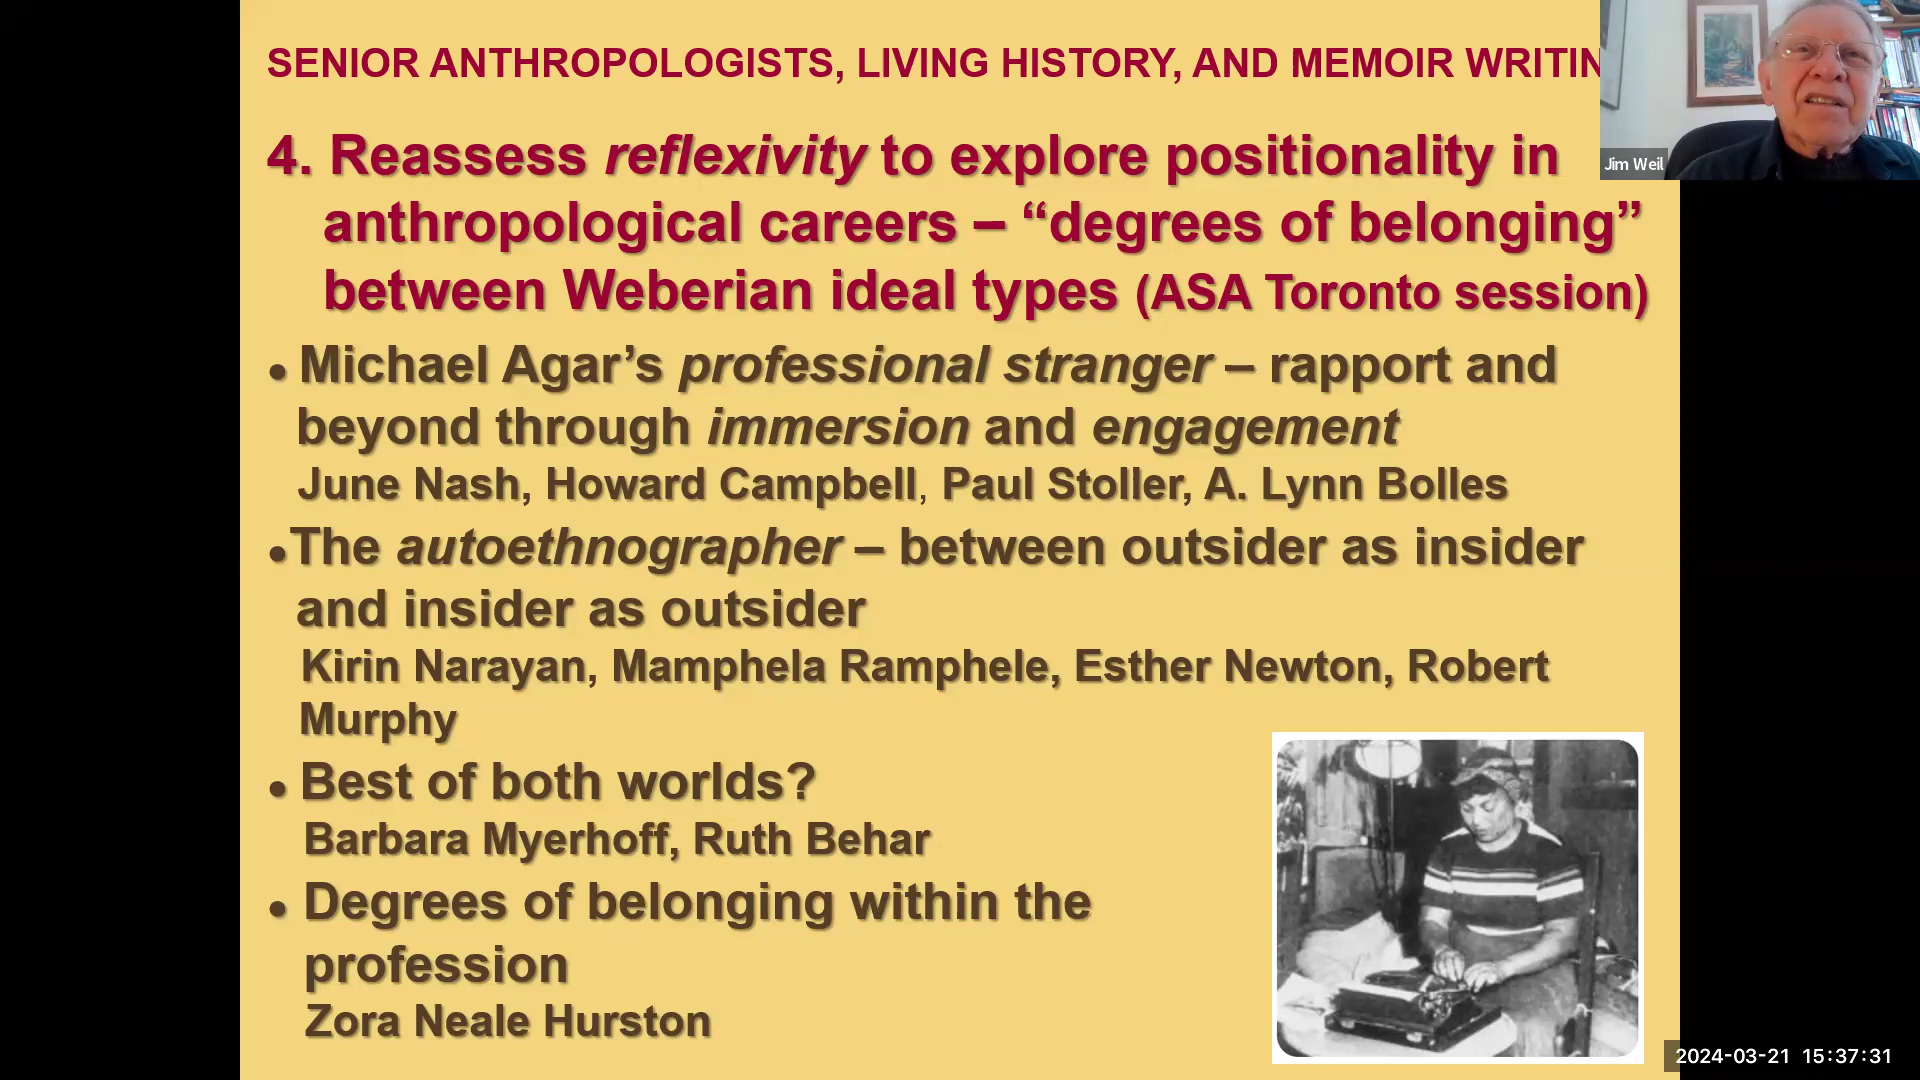 SENIOR ANTHROPOLOGISTS, LIVING HISTORY, AND MEMOIR WRITIN
4. Reassess reflexivity to explore positionality in
anthropological careers – “degrees of belonging”
between Weberian ideal types (ASA Toronto session)
● Michael Agar’s professional stranger – rapport and
beyond through immersion and engagement
June Nash, Howard Campbell, Paul Stoller, A. Lynn Bolles
●The autoethnographer – between outsider as insider
and insider as outsider
Kirin Narayan, Mamphela Ramphele, Esther Newton, Robert
Murphy
● Best of both worlds?
Barbara Myerhoff, Ruth Behar
● Degrees of belonging within the
profession
Zora Neale Hurston
Jim Weil
2024-03-21 15:37:31